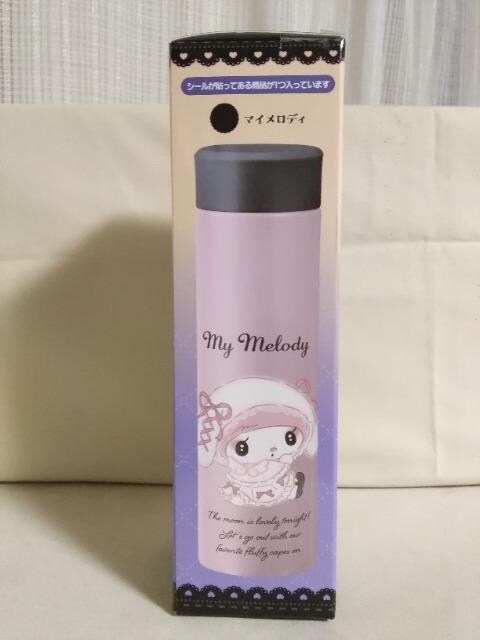 シールが貼ってある商品が1つ入っています
マイメロディ
My Melody
The moon is lovely tonight!
Let's go out with our
favorite fluffy capes on.